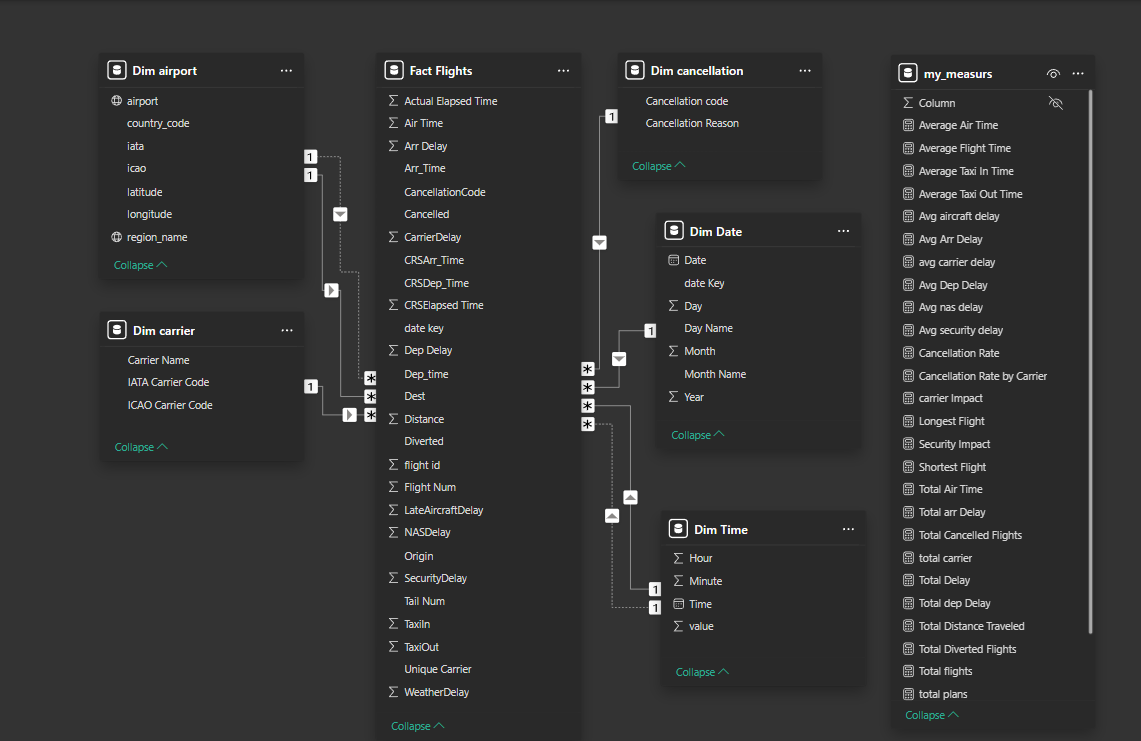 Dim airport
airport
country_code
iata
icao
latitude
longitude
region_name
Collapse
Dim carrier
Carrier Name
IATA Carrier Code
ICAO Carrier Code
Collapse
Fact Flights
Actual Elapsed Time
Air Time
Arr Delay
Arr_Time
CancellationCode
Cancelled
CarrierDelay
CRSArr_Time
CRSDep_Time
CRSElapsed Time
date key
Dep Delay
Dep_time
Dest
Distance
Diverted
flight id
Flight Num
LateAircraftDelay
NASDelay
Origin
SecurityDelay
Tail Num
TaxiIn
TaxiOut
Unique Carrier
WeatherDelay
Collapse
Dim cancellation
Cancellation code
Cancellation Reason
Collapse
Dim Date
Date
date Key
Day
Day Name
Month
Month Name
Year
Collapse
Dim Time
Hour
Minute
Time
value
Collapse
my_measurs
Column
Average Air Time
Average Flight Time
Average Taxi In Time
Average Taxi Out Time
Avg aircraft delay
Avg Arr Delay
avg carrier delay
Avg Dep Delay
Avg nas delay
Avg security delay
Cancellation Rate
Cancellation Rate by Carrier
carrier Impact
Longest Flight
Security Impact
Shortest Flight
Total Air Time
Total arr Delay
Total Cancelled Flights
total carrier
Total Delay
Total dep Delay
Total Distance Traveled
Total Diverted Flights
Total flights
total plans
Collapse
1
1
1
*
*
*
1
1
1
1
*
*
*
*